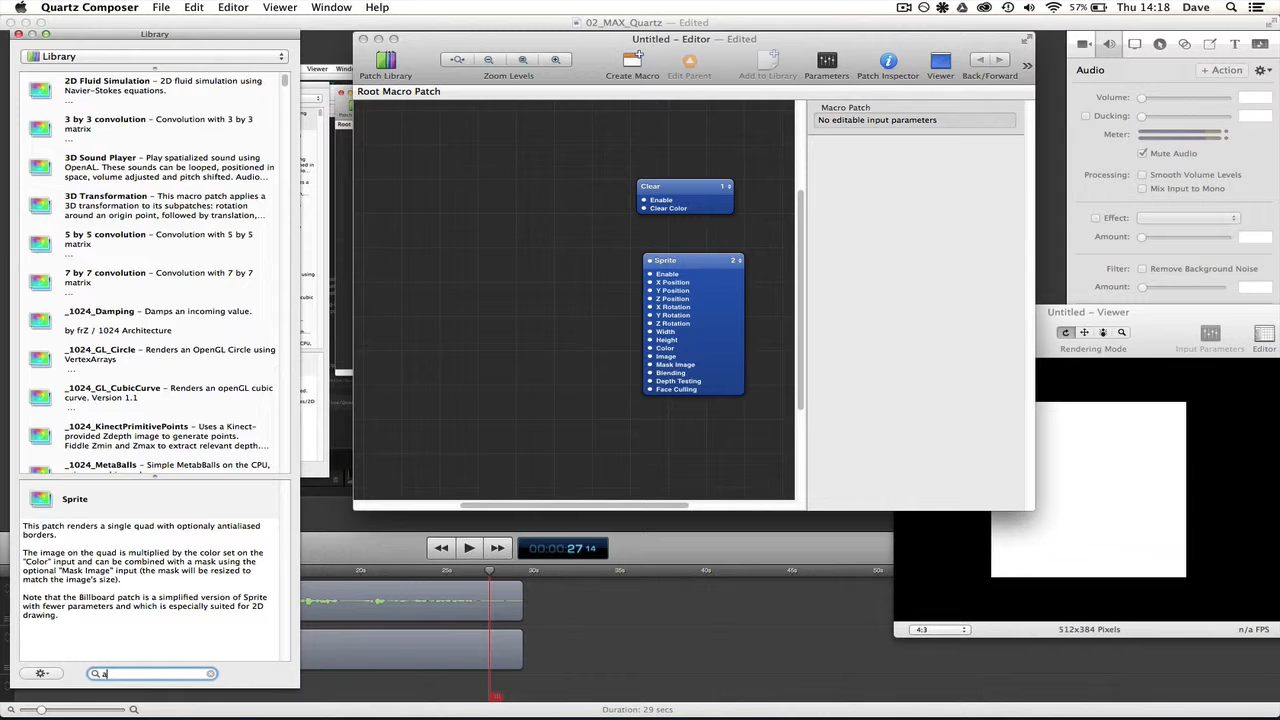 Quartz Composer File Edit Editor Viewer Window Help
57% Thu 14:18 Dave
02_MAX_Quartz — Edited
Library
Library
2D Fluid Simulation – 2D fluid simulation using
Navier-Stokes equations.
...
3 by 3 convolution – Convolution with 3 by 3
matrix
...
3D Sound Player – Play spatialized sound using
OpenAL. These sounds can be looped, positioned in
space, volume adjusted and pitch shifted. Audio...
3D Transformation – This macro patch applies a
3D transformation to its subpatches: rotation
around an origin point, followed by translation,...
5 by 5 convolution – Convolution with 5 by 5
matrix
...
7 by 7 convolution – Convolution with 7 by 7
matrix
...
_1024_Damping – Damps an incoming value.
by frZ / 1024 Architecture
_1024_GL_Circle – Renders an OpenGL Circle using
VertexArrays
...
_1024_GL_CubicCurve – Renders an openGL cubic
curve. Version 1.1
...
_1024_KinectPrimitivePoints – Uses a Kinect-
provided Zdepth image to generate points.
Fiddle Zmin and Zmax to extract relevant depth....
_1024_MetaBalls – Simple MetabBalls on the CPU,
Sprite
This patch renders a single quad with optionaly antialiased
borders.
The image on the quad is multiplied by the color set on the
"Color" input and can be combined with a mask using the
optional "Mask Image" input (the mask will be resized to
match the image's size).
Note that the Billboard patch is a simplified version of Sprite
with fewer parameters and which is especially suited for 2D
drawing.
a
Untitled – Editor — Edited
Patch Library
Zoom Levels
Create Macro
Edit Parent
Add to Library
Parameters
Patch Inspector
Viewer
Back/Forward
Root Macro Patch
Clear 1
Enable
Clear Color
Sprite 2
Enable
X Position
Y Position
Z Position
X Rotation
Y Rotation
Z Rotation
Width
Height
Color
Image
Mask Image
Blending
Depth Testing
Face Culling
Macro Patch
No editable input parameters
Audio
+ Action
Volume:
Ducking:
Meter:
Mute Audio
Processing: Smooth Volume Levels
Mix Input to Mono
Effect:
Amount:
Filter: Remove Background Noise
Amount:
Untitled – Viewer
Rendering Mode
Input Parameters
Editor
4:3
512x384 Pixels
n/a FPS
00:00:27 14
20s
25s
30s
35s
40s
45s
50s
Duration: 29 secs